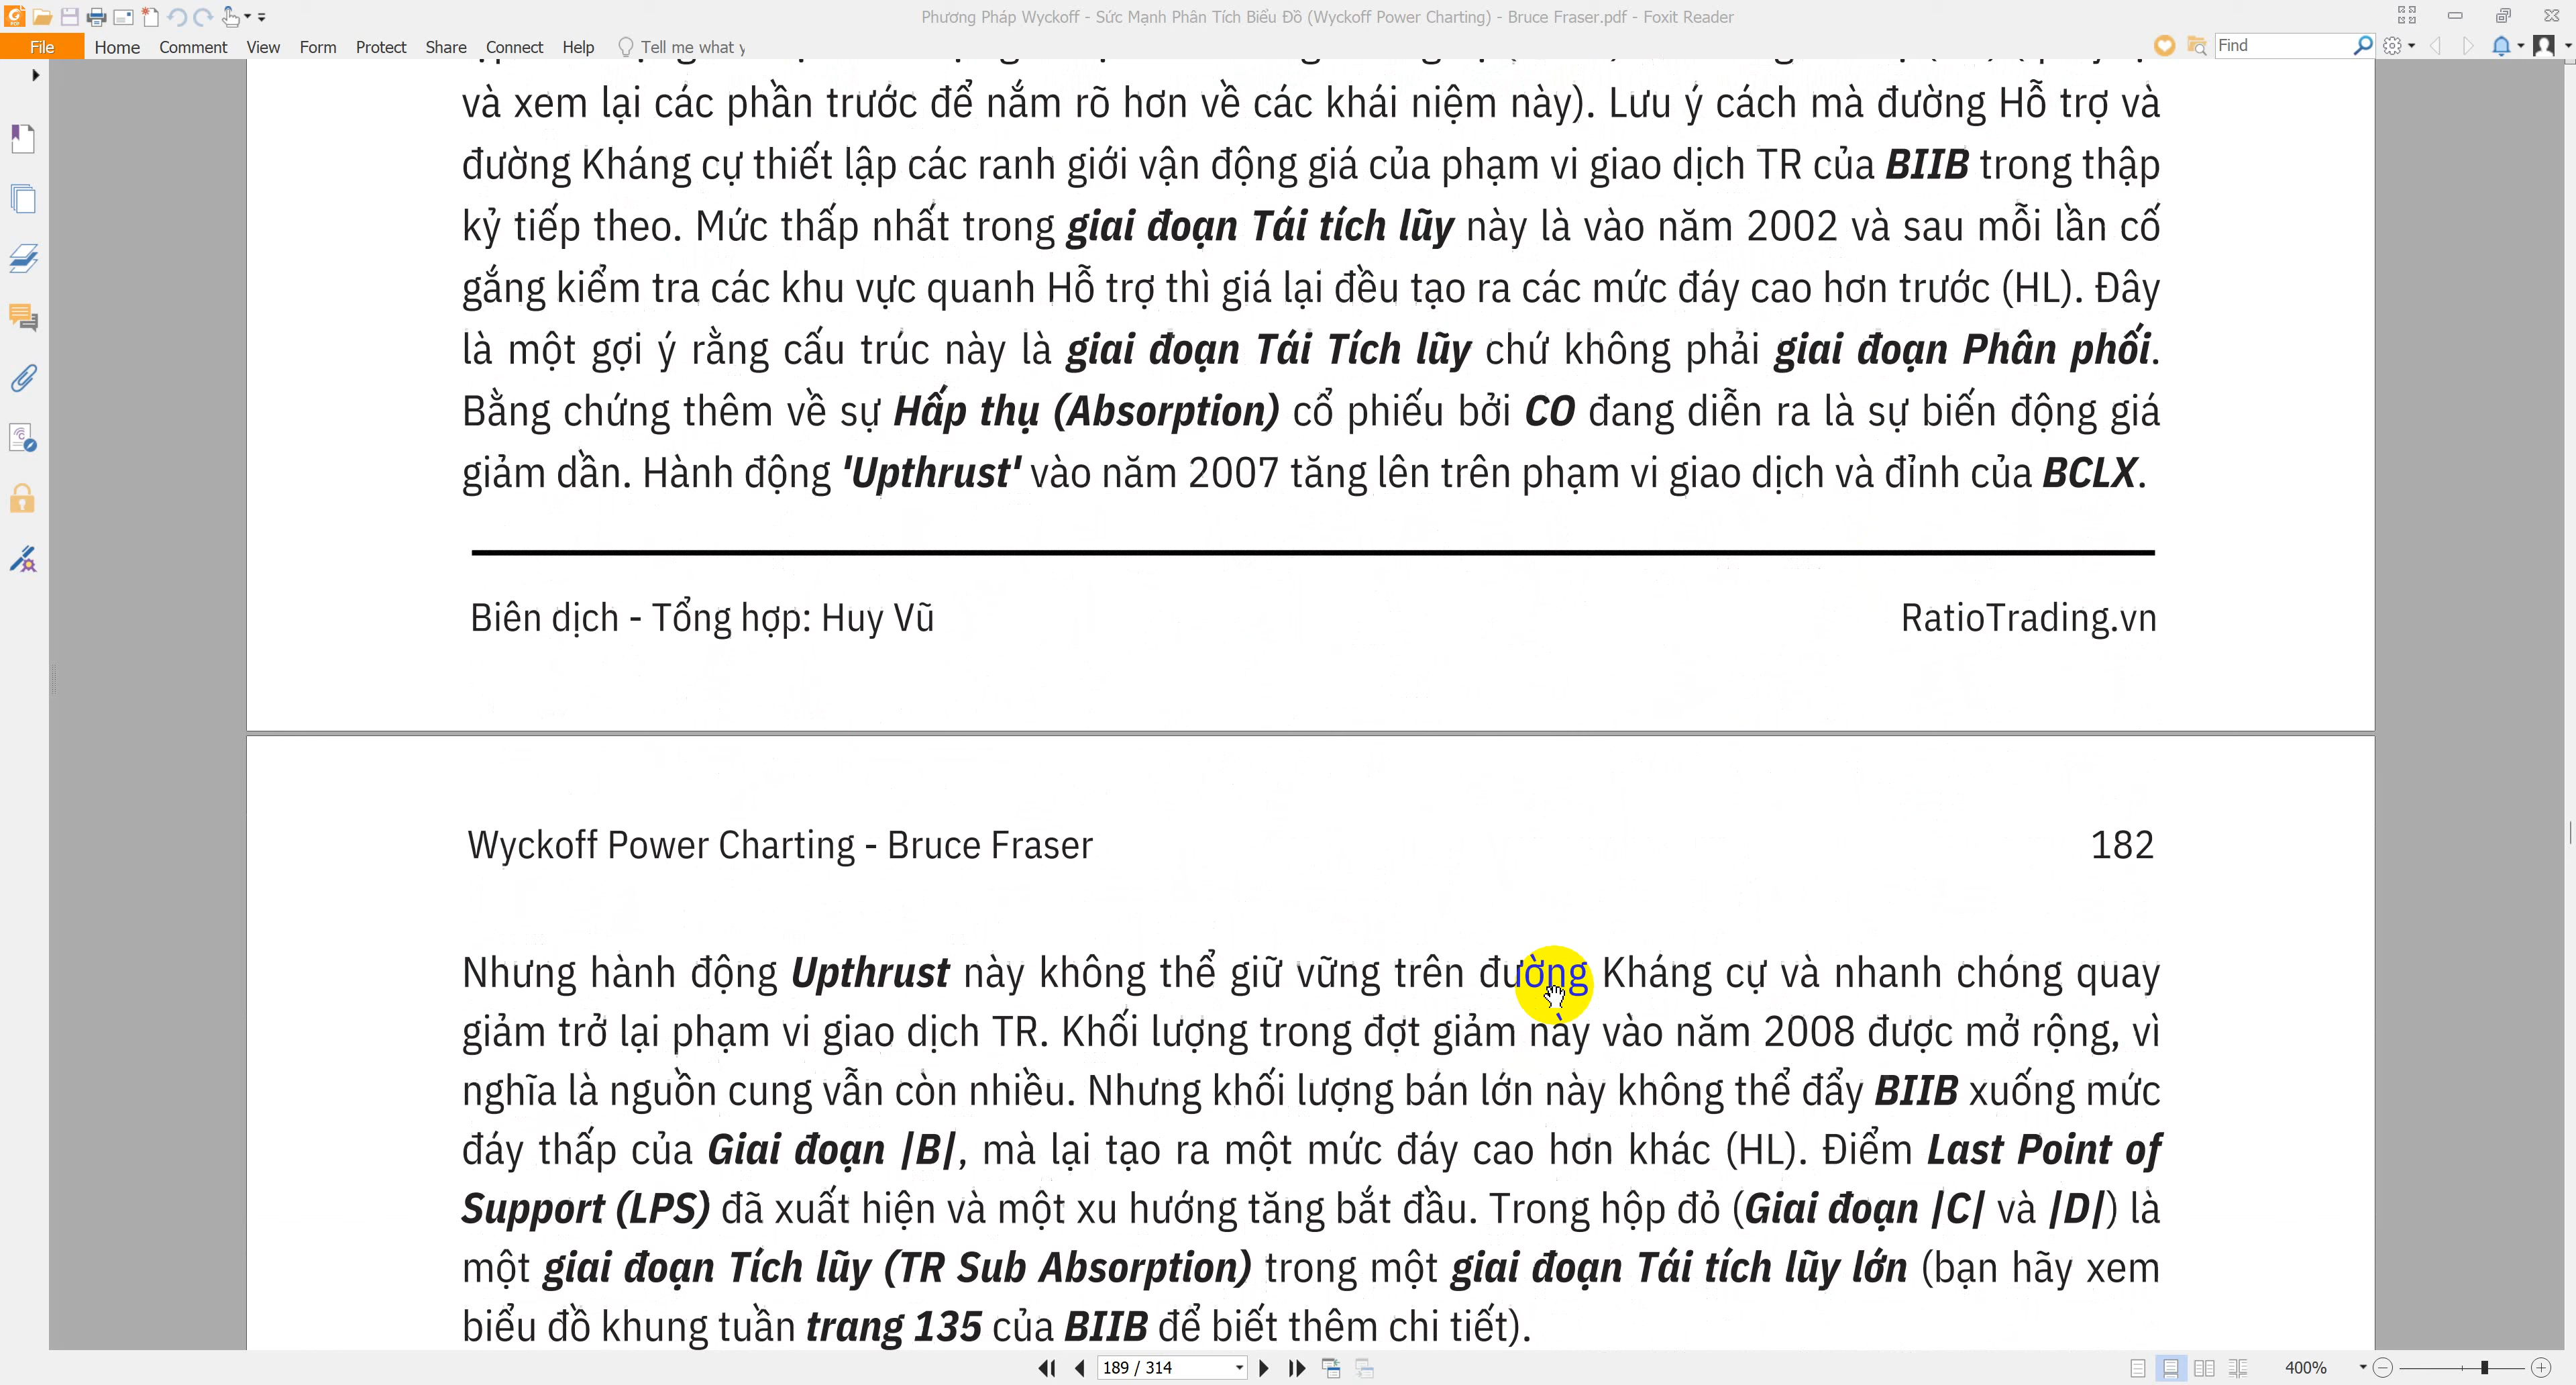 Phương Pháp Wyckoff - Sức Mạnh Phân Tích Biểu Đồ (Wyckoff Power Charting) - Bruce Fraser.pdf - Foxit Reader
File Home Comment View Form Protect Share Connect Help Tell me what y
Find
và xem lại các phần trước để nắm rõ hơn về các khái niệm này). Lưu ý cách mà đường Hỗ trợ và
đường Kháng cự thiết lập các ranh giới vận động giá của phạm vi giao dịch TR của BIIB trong thập
kỷ tiếp theo. Mức thấp nhất trong giai đoạn Tái tích lũy này là vào năm 2002 và sau mỗi lần cố
gắng kiểm tra các khu vực quanh Hỗ trợ thì giá lại đều tạo ra các mức đáy cao hơn trước (HL). Đây
là một gợi ý rằng cấu trúc này là giai đoạn Tái Tích lũy chứ không phải giai đoạn Phân phối.
Bằng chứng thêm về sự Hấp thụ (Absorption) cổ phiếu bởi CO đang diễn ra là sự biến động giá
giảm dần. Hành động 'Upthrust' vào năm 2007 tăng lên trên phạm vi giao dịch và đỉnh của BCLX.
Biên dịch - Tổng hợp: Huy Vũ
RatioTrading.vn
Wyckoff Power Charting - Bruce Fraser
182
Nhưng hành động Upthrust này không thể giữ vững trên đường Kháng cự và nhanh chóng quay
giảm trở lại phạm vi giao dịch TR. Khối lượng trong đợt giảm này vào năm 2008 được mở rộng, vì
nghĩa là nguồn cung vẫn còn nhiều. Nhưng khối lượng bán lớn này không thể đẩy BIIB xuống mức
đáy thấp của Giai đoạn |B|, mà lại tạo ra một mức đáy cao hơn khác (HL). Điểm Last Point of
Support (LPS) đã xuất hiện và một xu hướng tăng bắt đầu. Trong hộp đỏ (Giai đoạn |C| và |D|) là
một giai đoạn Tích lũy (TR Sub Absorption) trong một giai đoạn Tái tích lũy lớn (bạn hãy xem
biểu đồ khung tuần trang 135 của BIIB để biết thêm chi tiết).
189 / 314
400%